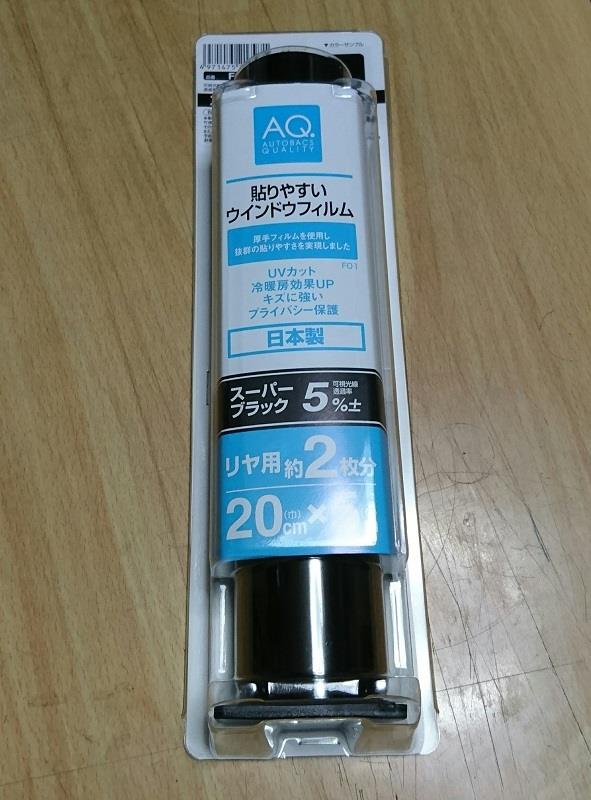 ▼カラーサンプル
4971475
品番
AQ.
AUTOBACS
QUALITY
貼りやすい
ウインドウフィルム
厚手フィルムを使用し
抜群の貼りやすさを実現しました
FQ1
UVカット
冷暖房効果UP
キズに強い
プライバシー保護
日本製
スーパー
ブラック
5%±
可視光線
透過率
リヤ用約2枚分
20cm(巾)×